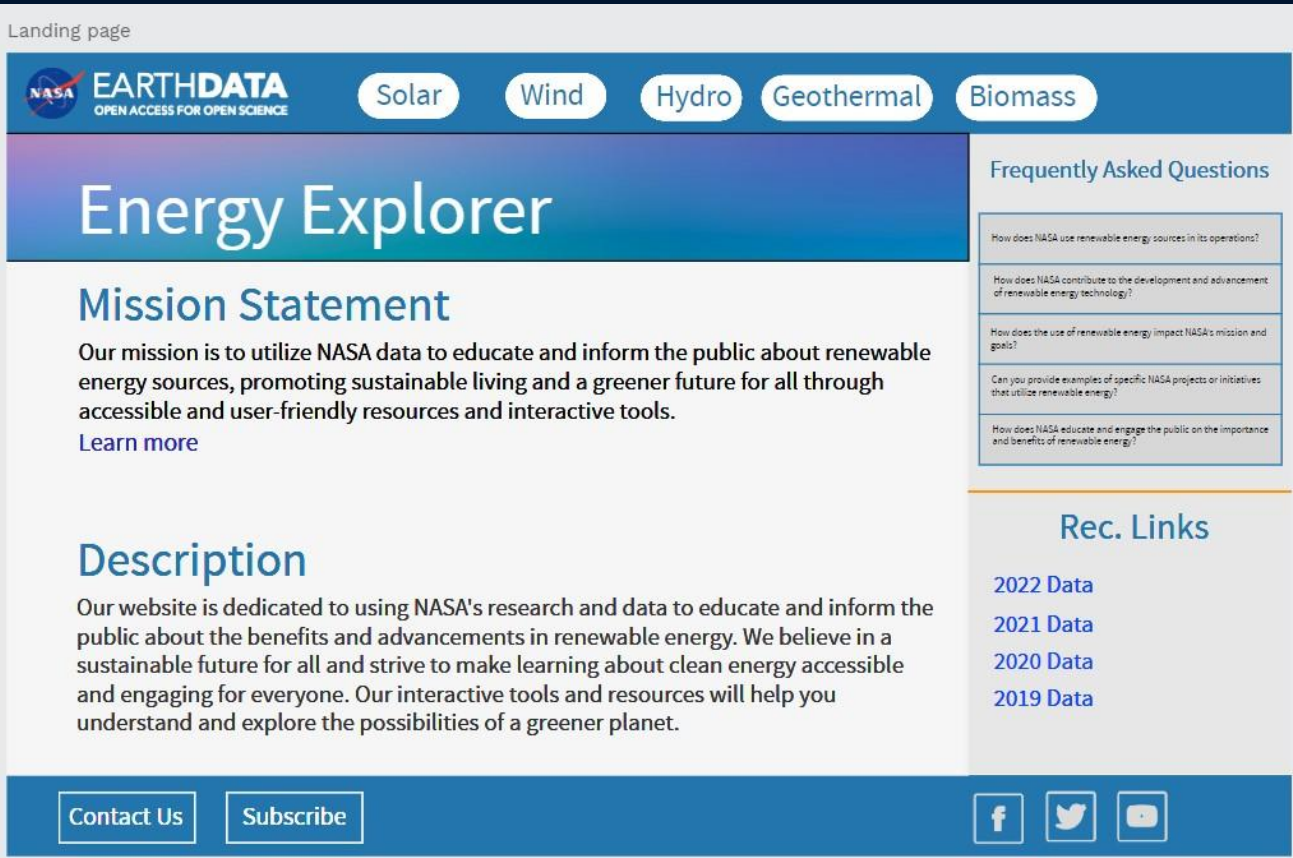 Landing page
NASA
EARTHDATA
OPEN ACCESS FOR OPEN SCIENCE
Solar
Wind
Hydro
Geothermal
Biomass
Energy Explorer
Mission Statement
Our mission is to utilize NASA data to educate and inform the public about renewable
energy sources, promoting sustainable living and a greener future for all through
accessible and user-friendly resources and interactive tools.
Learn more
Description
Our website is dedicated to using NASA's research and data to educate and inform the
public about the benefits and advancements in renewable energy. We believe in a
sustainable future for all and strive to make learning about clean energy accessible
and engaging for everyone. Our interactive tools and resources will help you
understand and explore the possibilities of a greener planet.
Frequently Asked Questions
How does NASA use renewable energy sources in its operations?
How does NASA contribute to the development and advancement
of renewable energy technology?
How does the use of renewable energy impact NASA's mission and
goals?
Can you provide examples of specific NASA projects or initiatives
that utilize renewable energy?
How does NASA educate and engage the public on the importance
and benefits of renewable energy?
Rec. Links
2022 Data
2021 Data
2020 Data
2019 Data
Contact Us
Subscribe